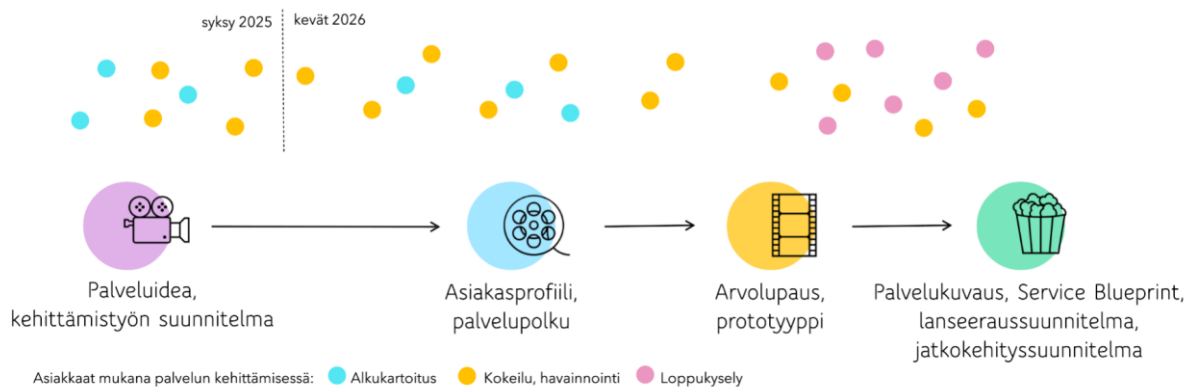 syksy 2025
kevät 2026
Palveluidea,
kehittämistyön suunnitelma
Asiakasprofiili,
palvelupolku
Arvolupaus,
prototyyppi
Palvelukuvaus, Service Blueprint,
lanseeraussuunnitelma,
jatkokehityssuunnitelma
Asiakkaat mukana palvelun kehittämisessä: Alkukartoitus Kokeilu, havainnointi Loppukysely